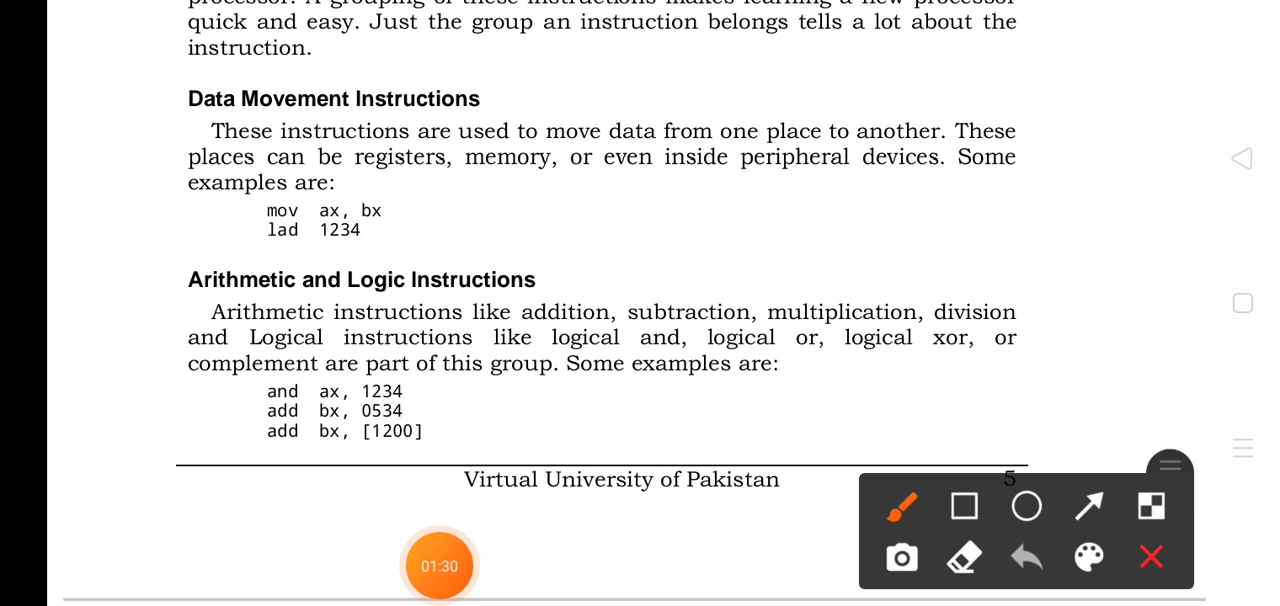 quick and easy. Just the group an instruction belongs tells a lot about the
instruction.
Data Movement Instructions
These instructions are used to move data from one place to another. These
places can be registers, memory, or even inside peripheral devices. Some
examples are:
mov ax, bx
lad 1234
Arithmetic and Logic Instructions
Arithmetic instructions like addition, subtraction, multiplication, division
and Logical instructions like logical and, logical or, logical xor, or
complement are part of this group. Some examples are:
and ax, 1234
add bx, 0534
add bx, [1200]
Virtual University of Pakistan 5
01:30